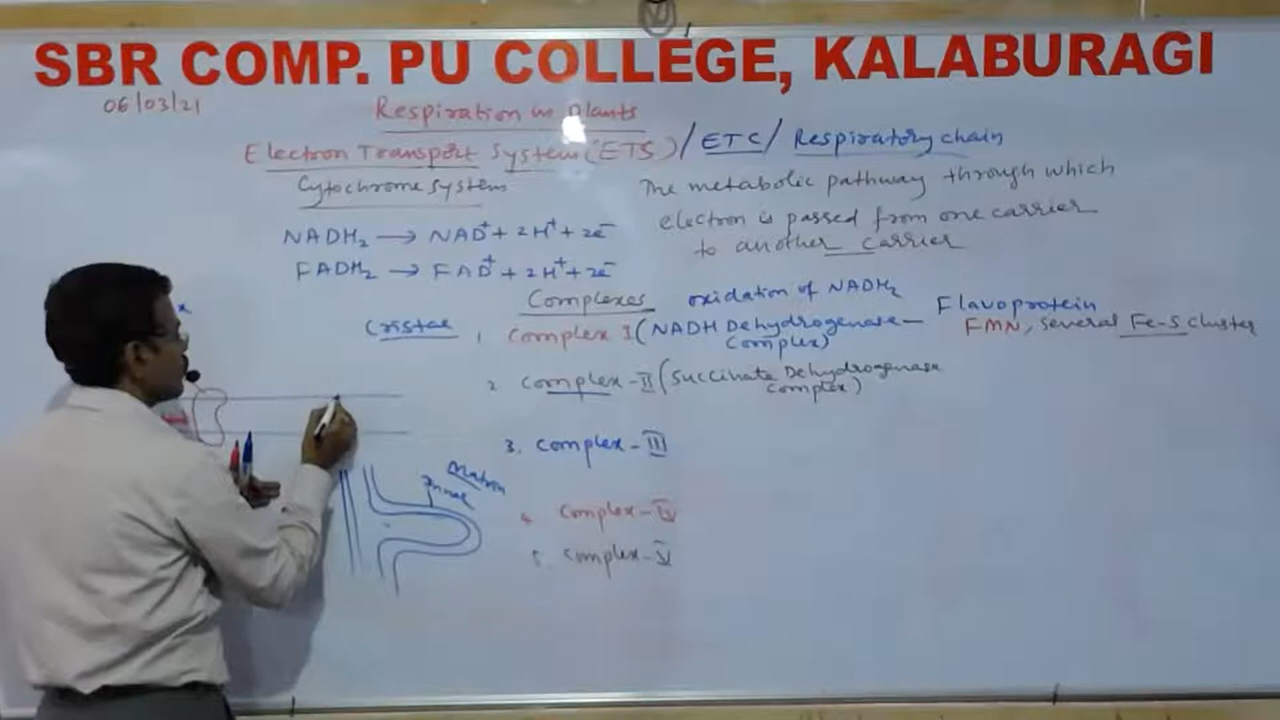 SBR COMP. PU COLLEGE, KALABURAGI
06/03/21
Respiration in Plants
Electron Transport System (ETS) / ETC / Respiratory chain
Cytochrome System
The metabolic pathway through which
electron is passed from one carrier
to another carrier
NADH₂ → NAD⁺ + 2H⁺ + 2e⁻
FADH₂ → FAD⁺ + 2H⁺ + 2e⁻
Complexes
oxidation of NADH₂
Cristae
1, Complex I (NADH Dehydrogenase
Complex)
— Flavoprotein
FMN, several Fe-S cluster
2 Complex-II (Succinate Dehydrogenase
Complex)
3. Complex-III
4. Complex-IV
5. Complex-V
Inner
Matrix